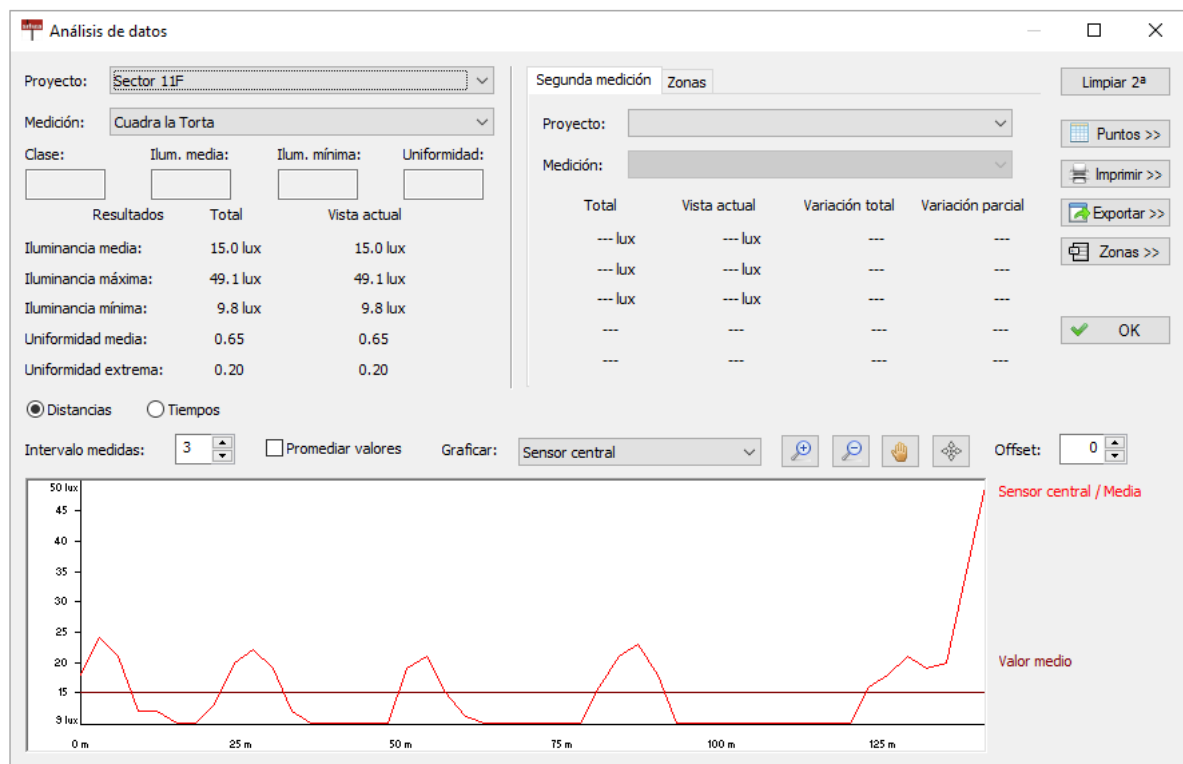 Análisis de datos
Proyecto: Sector 11F
Medición: Cuadra la Torta
Clase: Ilum. media: Ilum. mínima: Uniformidad:
Resultados Total Vista actual
Iluminancia media: 15.0 lux 15.0 lux
Iluminancia máxima: 49.1 lux 49.1 lux
Iluminancia mínima: 9.8 lux 9.8 lux
Uniformidad media: 0.65 0.65
Uniformidad extrema: 0.20 0.20
Segunda medición Zonas
Proyecto:
Medición:
Total Vista actual Variación total Variación parcial
--- lux --- lux --- ---
--- lux --- lux --- ---
--- lux --- lux --- ---
--- --- --- ---
--- --- --- ---
Limpiar 2ª
Puntos >>
Imprimir >>
Exportar >>
Zonas >>
OK
Distancias Tiempos
Intervalo medidas: 3 Promediar valores Graficar: Sensor central Offset: 0
50 lux
45
40
35
30
25
20
15
9 lux
0 m 25 m 50 m 75 m 100 m 125 m
Sensor central / Media
Valor medio